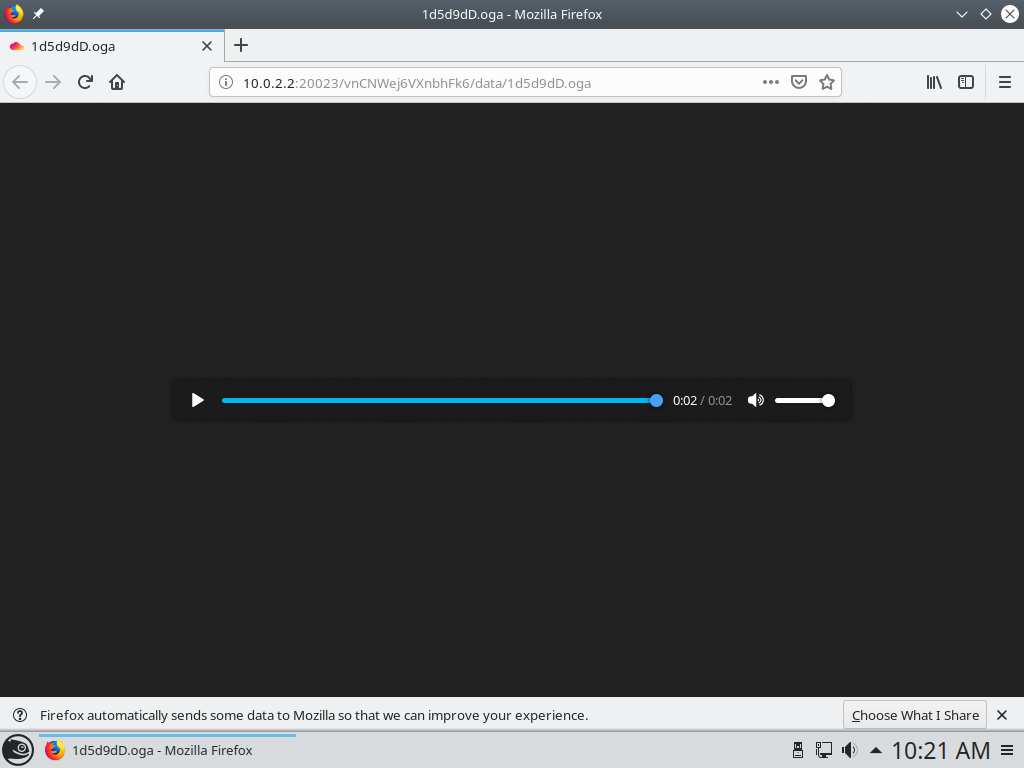 1d5d9dD.oga - Mozilla Firefox
1d5d9dD.oga
10.0.2.2:20023/vnCNWej6VXnbhFk6/data/1d5d9dD.oga
0:02 / 0:02
Firefox automatically sends some data to Mozilla so that we can improve your experience.
Choose What I Share
1d5d9dD.oga - Mozilla Firefox
10:21 AM